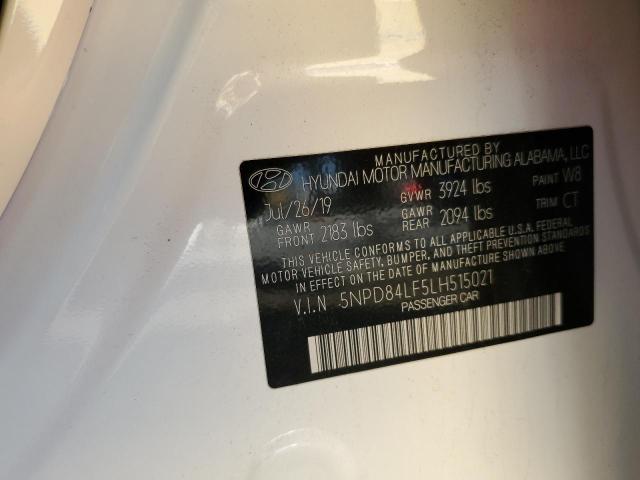 MANUFACTURED BY
HYUNDAI MOTOR MANUFACTURING ALABAMA, LLC
Jul/26/19 GVWR 3924 lbs PAINT W8
GAWR FRONT 2183 lbs GAWR REAR 2094 lbs TRIM CT
THIS VEHICLE CONFORMS TO ALL APPLICABLE U.S.A. FEDERAL
MOTOR VEHICLE SAFETY, BUMPER, AND THEFT PREVENTION STANDARDS
IN EFFECT ON THE DATE OF MANUFACTURE SHOWN ABOVE.
V.I.N 5NPD84LF5LH515021
PASSENGER CAR